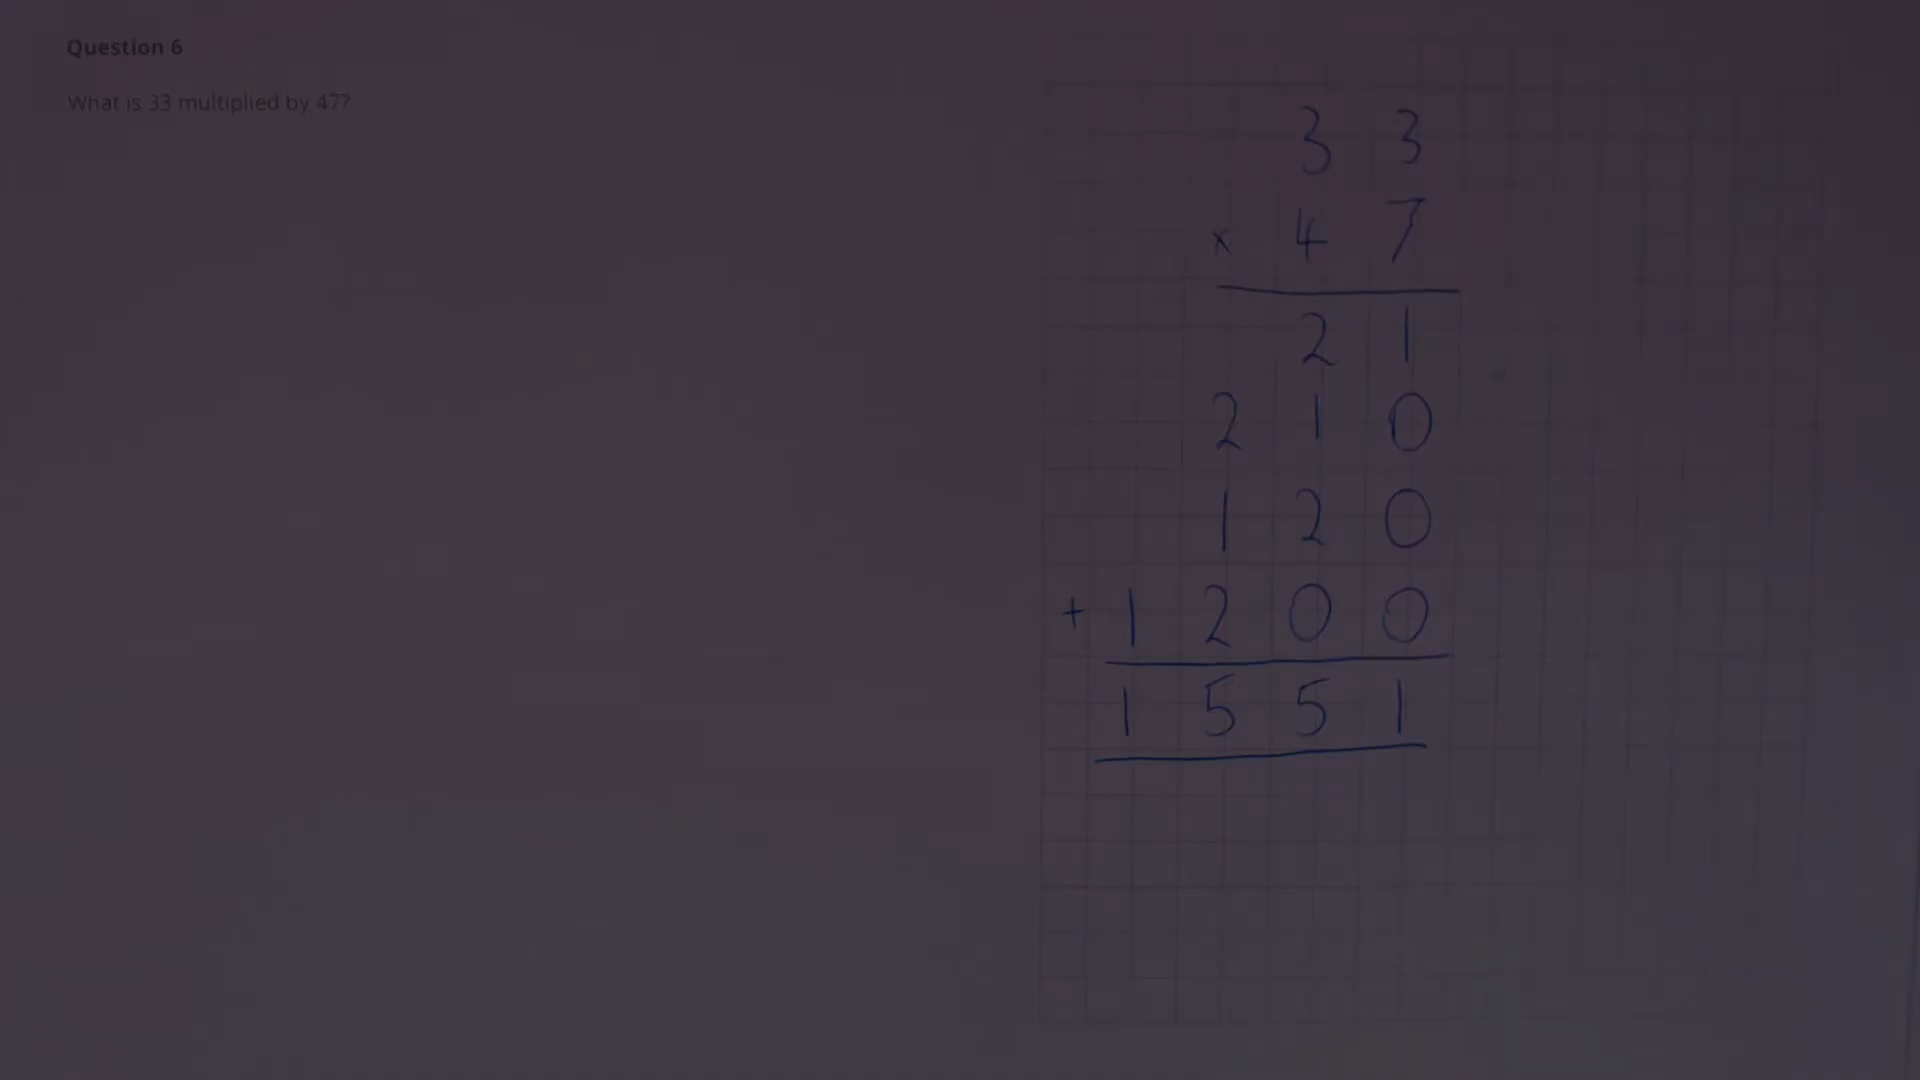 Question 6
What is 33 multiplied by 47?
3 3
x 4 7
2 1
2 1 0
1 2 0
+ 1 2 0 0
1 5 5 1